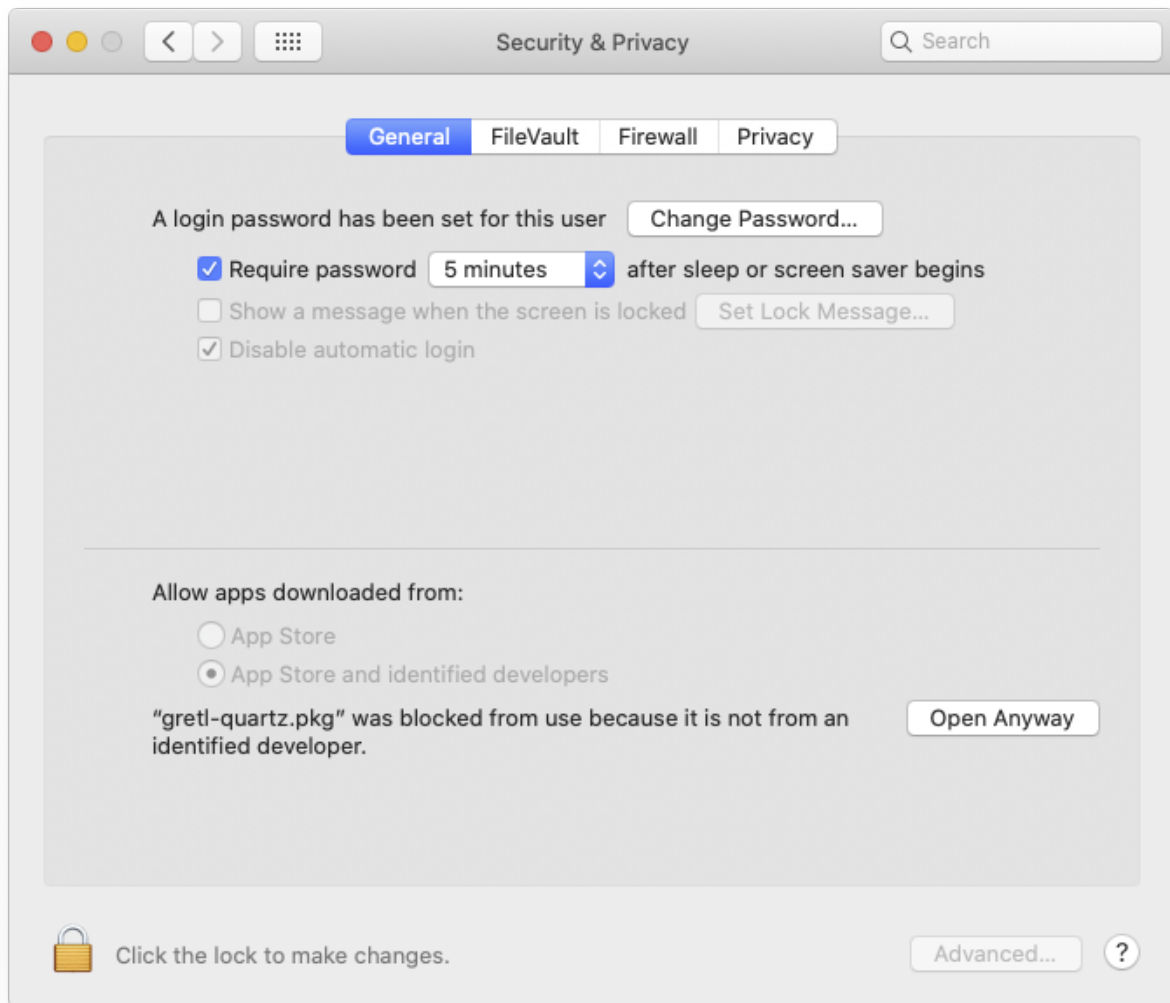 Security & Privacy
Search
General FileVault Firewall Privacy
A login password has been set for this user Change Password...
Require password 5 minutes after sleep or screen saver begins
Show a message when the screen is locked Set Lock Message...
Disable automatic login
Allow apps downloaded from:
App Store
App Store and identified developers
“gretl-quartz.pkg” was blocked from use because it is not from an Open Anyway
identified developer.
Click the lock to make changes. Advanced... ?